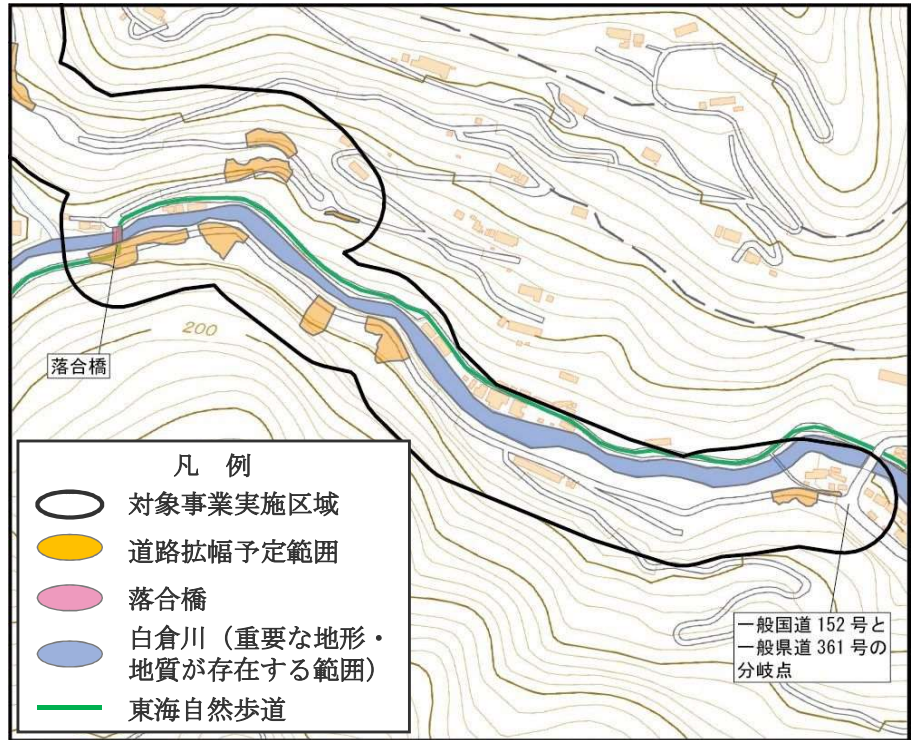 200
落合橋
凡 例
対象事業実施区域
道路拡幅予定範囲
落合橋
白倉川（重要な地形・
地質が存在する範囲）
東海自然歩道
一般国道 152 号と
一般県道 361 号の
分岐点